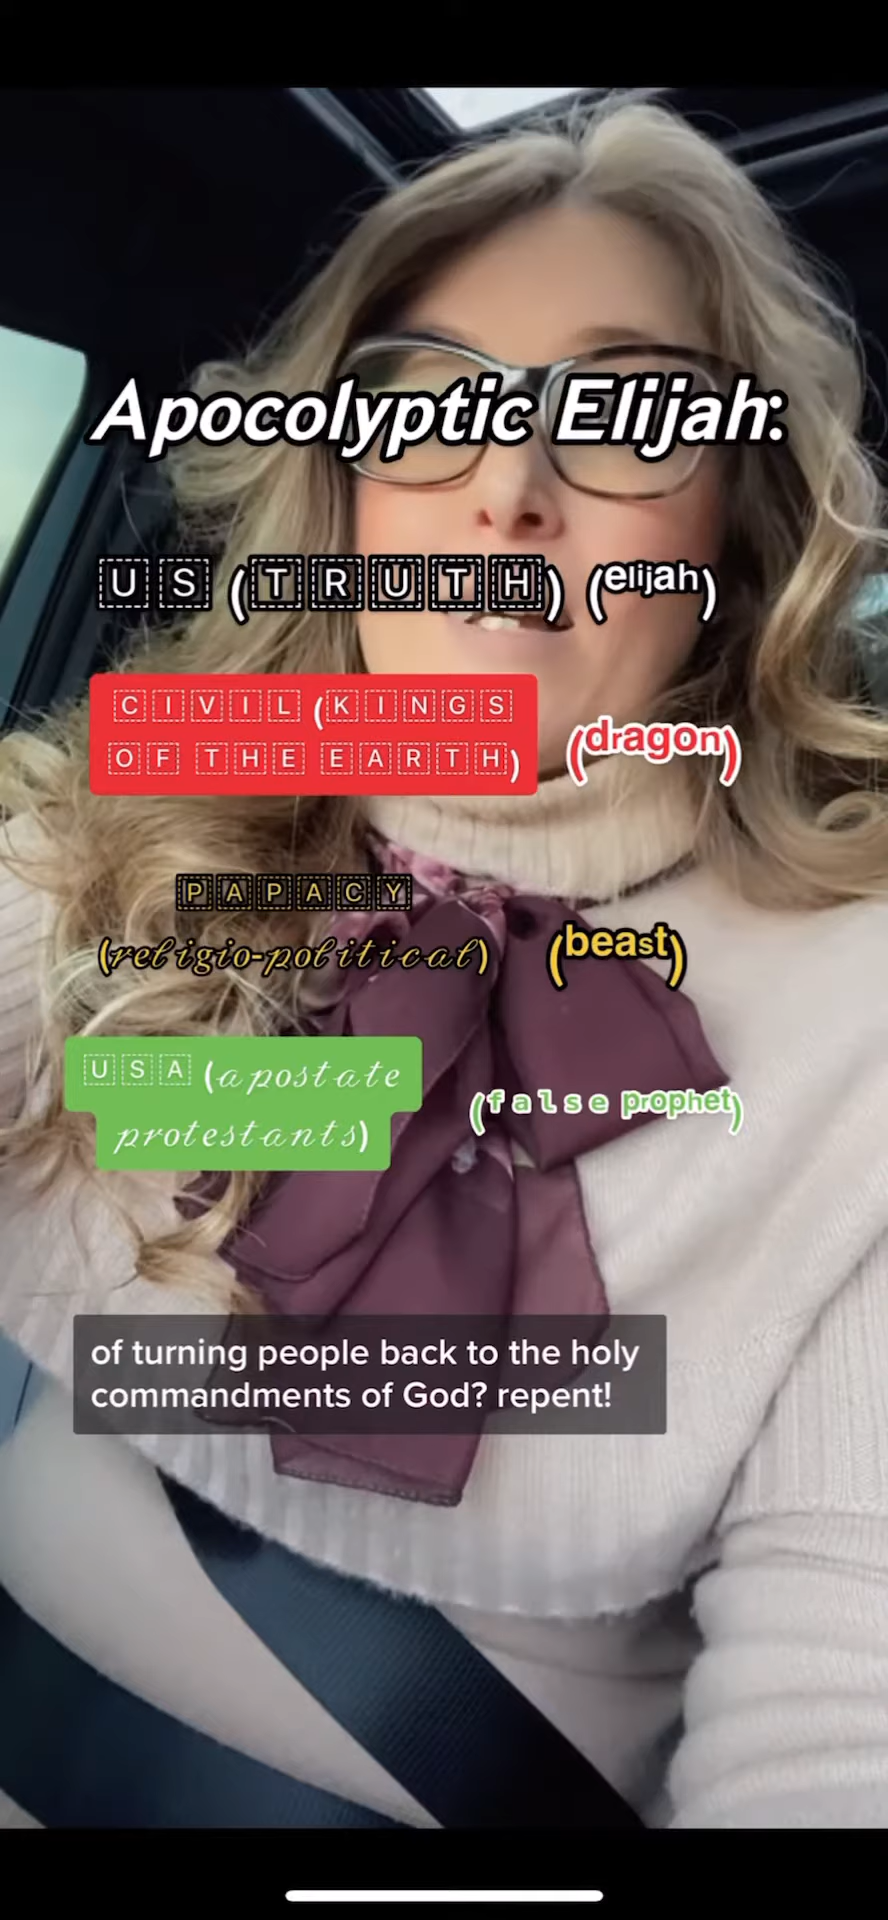 Apocolyptic Elijah:
US (TRUTH) (elijah)
CIVIL (KINGS
OF THE EARTH) (dragon)
PAPACY
(religio-political) (beast)
USA (apostate
protestants) (false prophet)
of turning people back to the holy
commandments of God? repent!